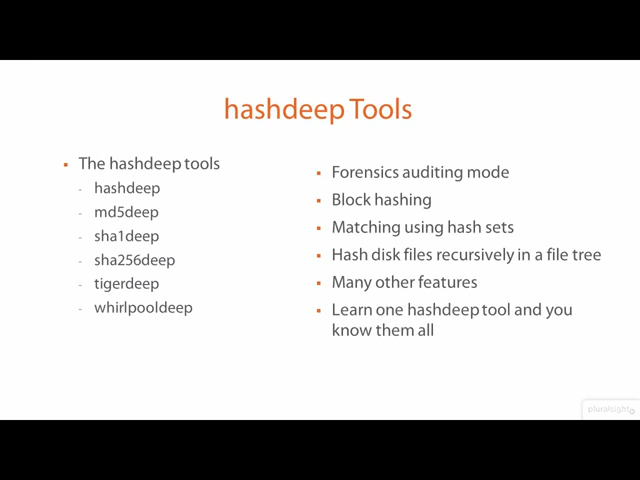 hashdeep Tools
The hashdeep tools
- hashdeep
- md5deep
- sha1deep
- sha256deep
- tigerdeep
- whirlpooldeep
Forensics auditing mode
Block hashing
Matching using hash sets
Hash disk files recursively in a file tree
Many other features
Learn one hashdeep tool and you
know them all
pluralsight